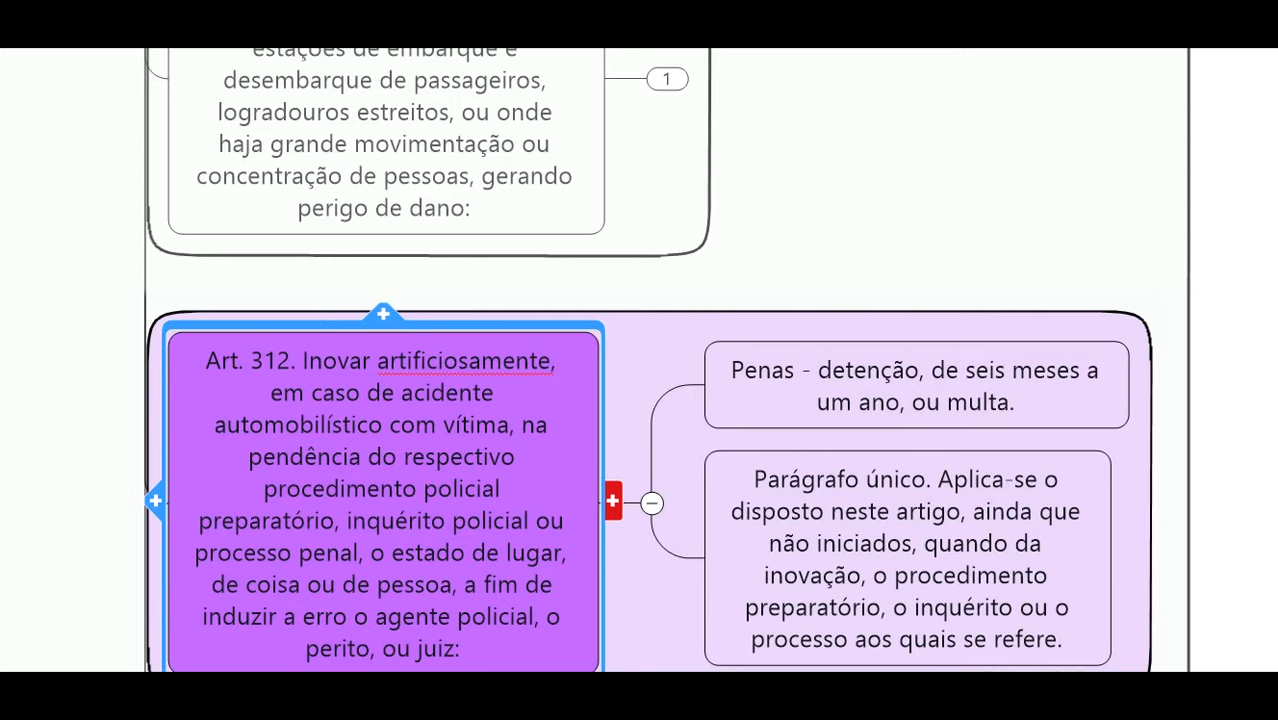 estações de embarque e
desembarque de passageiros,
logradouros estreitos, ou onde
haja grande movimentação ou
concentração de pessoas, gerando
perigo de dano:
1
Art. 312. Inovar artificiosamente,
em caso de acidente
automobilístico com vítima, na
pendência do respectivo
procedimento policial
preparatório, inquérito policial ou
processo penal, o estado de lugar,
de coisa ou de pessoa, a fim de
induzir a erro o agente policial, o
perito, ou juiz:
Penas - detenção, de seis meses a
um ano, ou multa.
Parágrafo único. Aplica-se o
disposto neste artigo, ainda que
não iniciados, quando da
inovação, o procedimento
preparatório, o inquérito ou o
processo aos quais se refere.